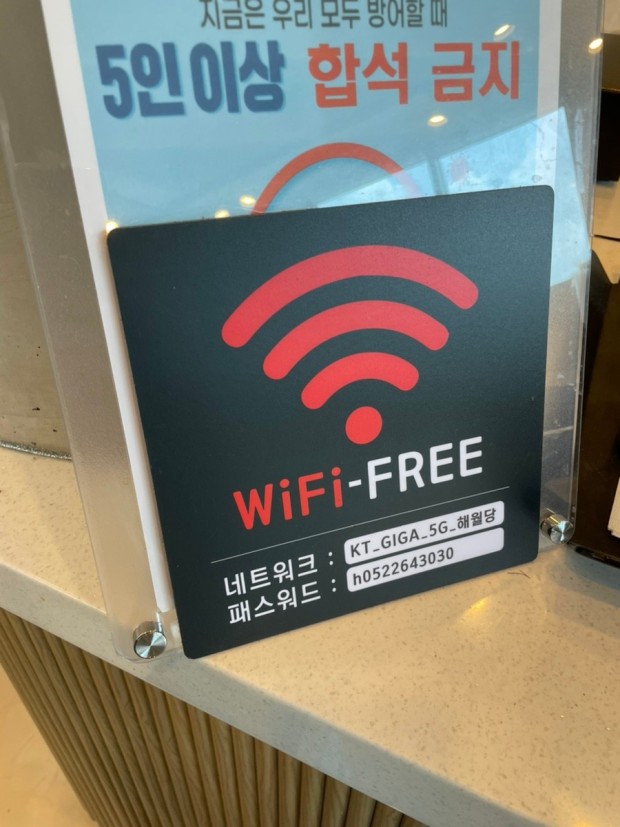 지금은 우리 모두 방어할 때
5인 이상 합석 금지
WiFi-FREE
네트워크 : KT_GIGA_5G_해월당
패스워드 : h0522643030